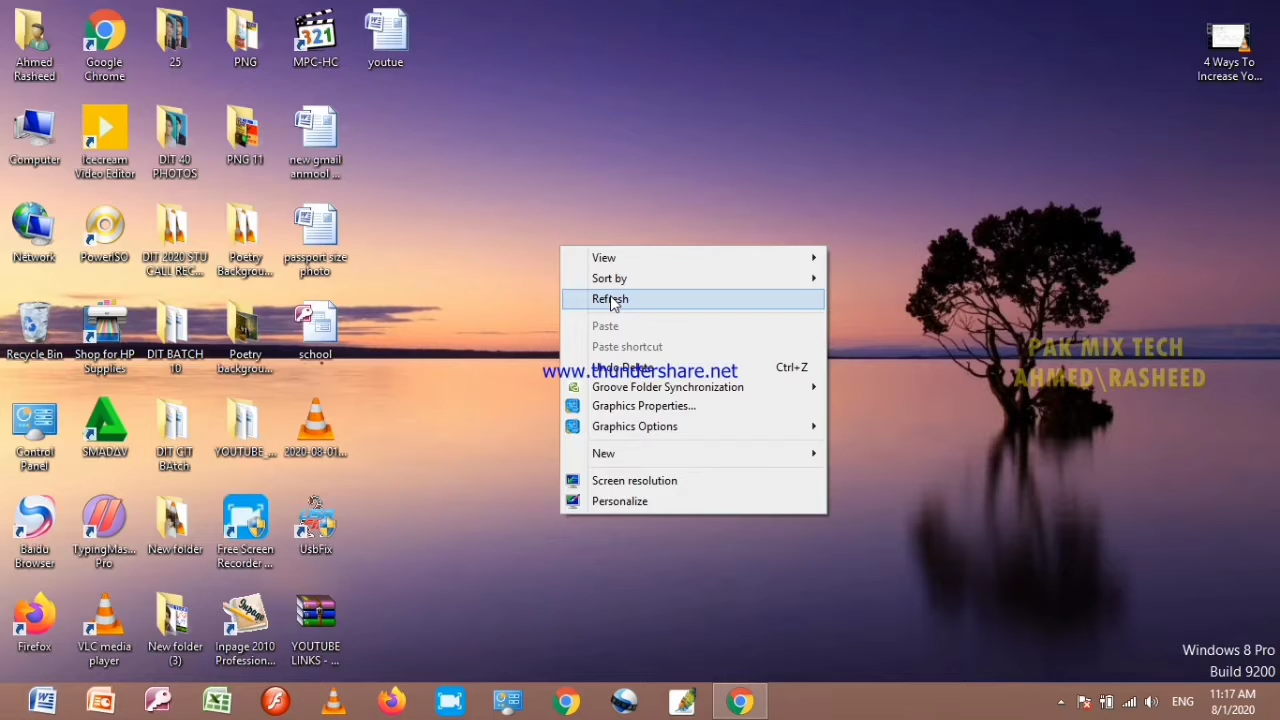 Ahmed
Rasheed
Google
Chrome
25
PNG
321
MPC-HC
youtue
4 Ways To
Increase Yo...
Computer
Icecream
Video Editor
DIT 40
PHOTOS
PNG 11
new gmail
anmool ...
Network
PowerISO
DIT 2020 STU
CALL REC...
Poetry
Backgrou...
passport size
photo
Recycle Bin
Shop for HP
Supplies
DIT BATCH
10
Poetry
backgrou...
school
Control
Panel
SMADAV
DIT CIT
BAtch
YOUTUBE_...
2020-08-01...
Baidu
Browser
TypingMas...
Pro
New folder
Free Screen
Recorder ...
UsbFix
Firefox
VLC media
player
New folder
(3)
Inpage 2010
Profession...
YOUTUBE
LINKS - ...
View
Sort by
Refresh
Paste
Paste shortcut
Undo Delete Ctrl+Z
www.thundershare.net
Groove Folder Synchronization
Graphics Properties...
Graphics Options
New
Screen resolution
Personalize
PAK MIX TECH
AHMED\RASHEED
Windows 8 Pro
Build 9200
ENG
11:17 AM
8/1/2020